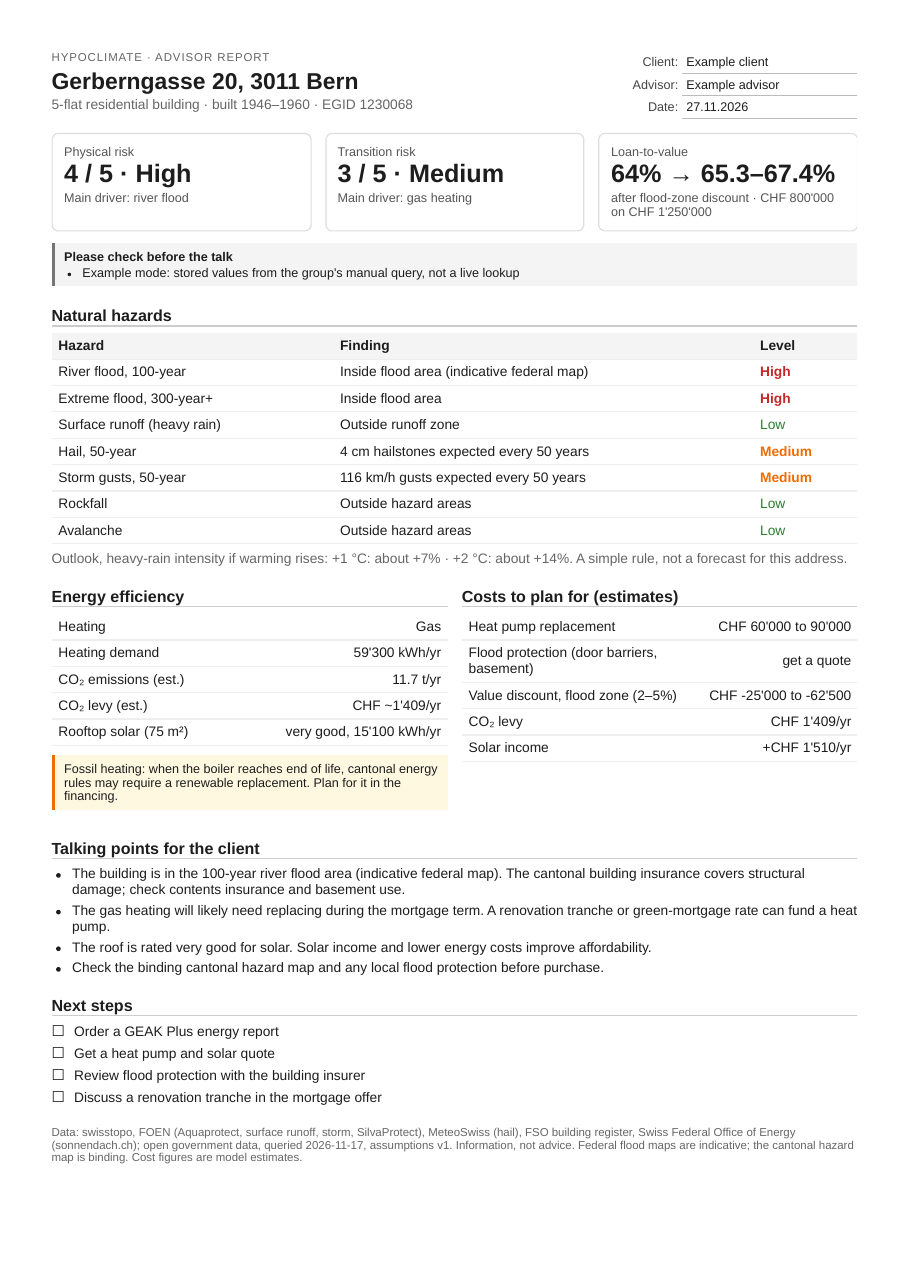 HYPOCLIMATE · ADVISOR REPORT
Gerberngasse 20, 3011 Bern
5-flat residential building · built 1946–1960 · EGID 1230068
Client: Example client
Advisor: Example advisor
Date: 27.11.2026
Physical risk
4 / 5 · High
Main driver: river flood
Transition risk
3 / 5 · Medium
Main driver: gas heating
Loan-to-value
64% → 65.3–67.4%
after flood-zone discount · CHF 800'000
on CHF 1'250'000
Please check before the talk
• Example mode: stored values from the group's manual query, not a live lookup
Natural hazards
Hazard Finding Level
River flood, 100-year Inside flood area (indicative federal map) High
Extreme flood, 300-year+ Inside flood area High
Surface runoff (heavy rain) Outside runoff zone Low
Hail, 50-year 4 cm hailstones expected every 50 years Medium
Storm gusts, 50-year 116 km/h gusts expected every 50 years Medium
Rockfall Outside hazard areas Low
Avalanche Outside hazard areas Low
Outlook, heavy-rain intensity if warming rises: +1 °C: about +7% · +2 °C: about +14%. A simple rule, not a forecast for this address.
Energy efficiency
Heating Gas
Heating demand 59'300 kWh/yr
CO₂ emissions (est.) 11.7 t/yr
CO₂ levy (est.) CHF ~1'409/yr
Rooftop solar (75 m²) very good, 15'100 kWh/yr
Fossil heating: when the boiler reaches end of life, cantonal energy
rules may require a renewable replacement. Plan for it in the
financing.
Costs to plan for (estimates)
Heat pump replacement CHF 60'000 to 90'000
Flood protection (door barriers,
basement) get a quote
Value discount, flood zone (2–5%) CHF -25'000 to -62'500
CO₂ levy CHF 1'409/yr
Solar income +CHF 1'510/yr
Talking points for the client
• The building is in the 100-year river flood area (indicative federal map). The cantonal building insurance covers structural
damage; check contents insurance and basement use.
• The gas heating will likely need replacing during the mortgage term. A renovation tranche or green-mortgage rate can fund a heat
pump.
• The roof is rated very good for solar. Solar income and lower energy costs improve affordability.
• Check the binding cantonal hazard map and any local flood protection before purchase.
Next steps
☐ Order a GEAK Plus energy report
☐ Get a heat pump and solar quote
☐ Review flood protection with the building insurer
☐ Discuss a renovation tranche in the mortgage offer
Data: swisstopo, FOEN (Aquaprotect, surface runoff, storm, SilvaProtect), MeteoSwiss (hail), FSO building register, Swiss Federal Office of Energy
(sonnendach.ch); open government data, queried 2026-11-17, assumptions v1. Information, not advice. Federal flood maps are indicative; the cantonal hazard
map is binding. Cost figures are model estimates.